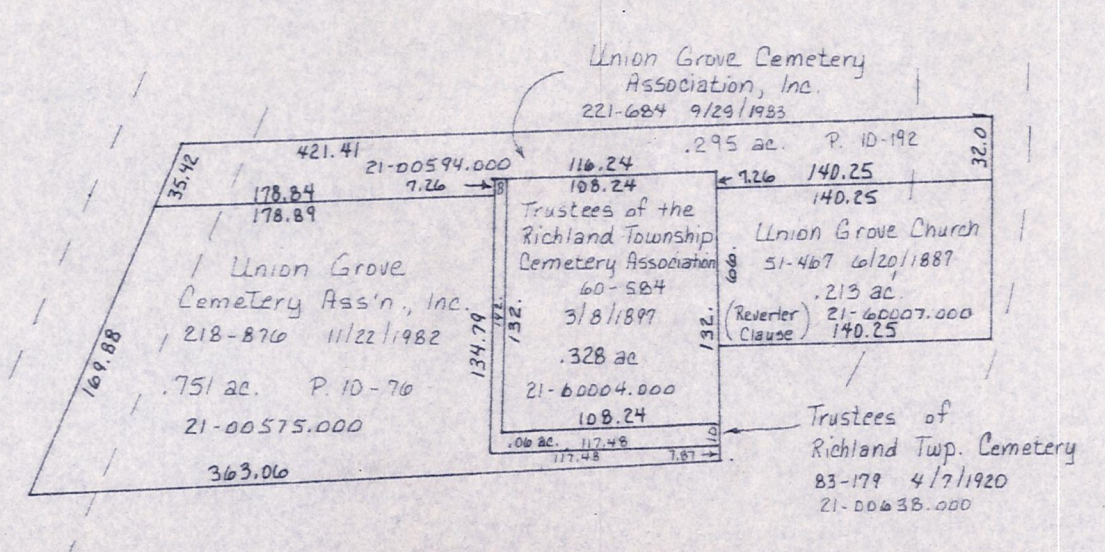 Union Grove Cemetery
Association, Inc.
221-684 9/29/1983
.295 ac. P. 10-192
32.0
35.42
421.41
21-00594.000
116.24
7.26
108.24
7.26
140.25
140.25
178.84
178.89
8
Trustees of the
Richland Township
Cemetery Association
60-584
3/8/1897
.328 ac
21-60004.000
108.24
132.
132.
142.
134.79
66.
Union Grove Church
51-467 6/20/1887
.213 ac.
(Reverter Clause) 21-60007.000
140.25
Union Grove
Cemetery Ass'n., Inc.
218-876 11/22/1982
.751 ac. P. 10-76
21-00575.000
169.88
363.06
.06 ac. 117.48
10
117.48 7.87
Trustees of
Richland Twp. Cemetery
83-179 4/7/1920
21-00638.000